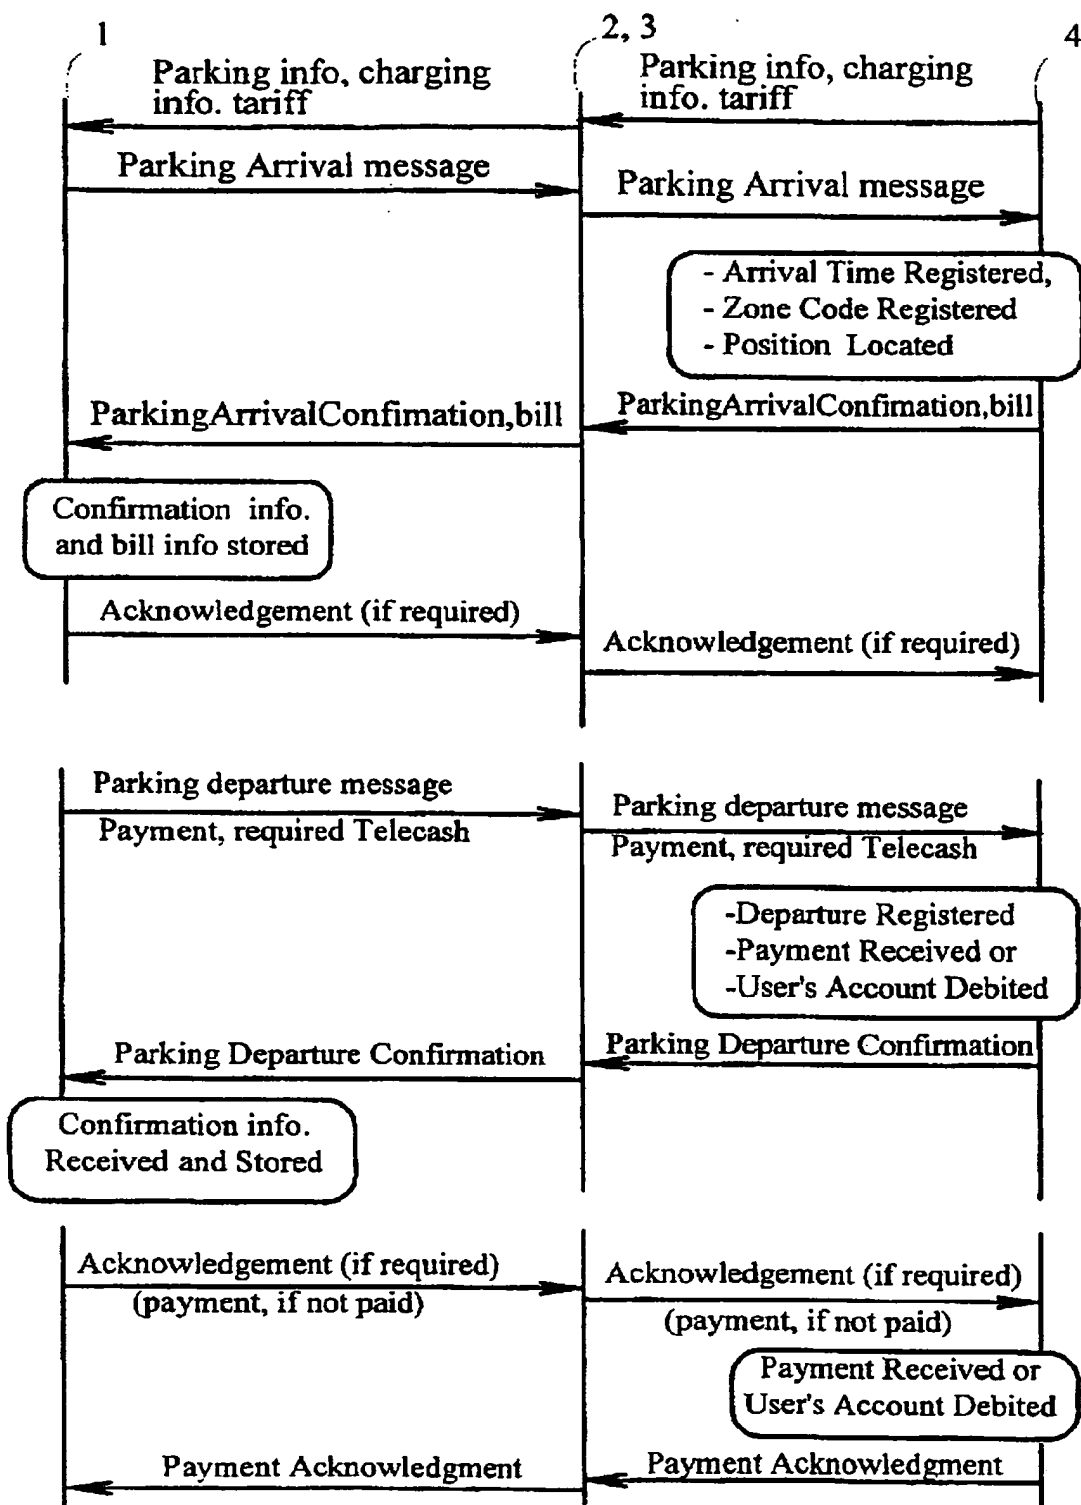 1
2, 3
4
Parking info, charging
info. tariff
Parking info, charging
info. tariff
Parking Arrival message
Parking Arrival message
- Arrival Time Registered,
- Zone Code Registered
- Position Located
ParkingArrivalConfimation,bill
ParkingArrivalConfimation,bill
Confirmation info.
and bill info stored
Acknowledgement (if required)
Acknowledgement (if required)
Parking departure message
Payment, required Telecash
Parking departure message
Payment, required Telecash
-Departure Registered
-Payment Received or
-User's Account Debited
Parking Departure Confirmation
Parking Departure Confirmation
Confirmation info.
Received and Stored
Acknowledgement (if required)
(payment, if not paid)
Acknowledgement (if required)
(payment, if not paid)
Payment Received or
User's Account Debited
Payment Acknowledgment
Payment Acknowledgment